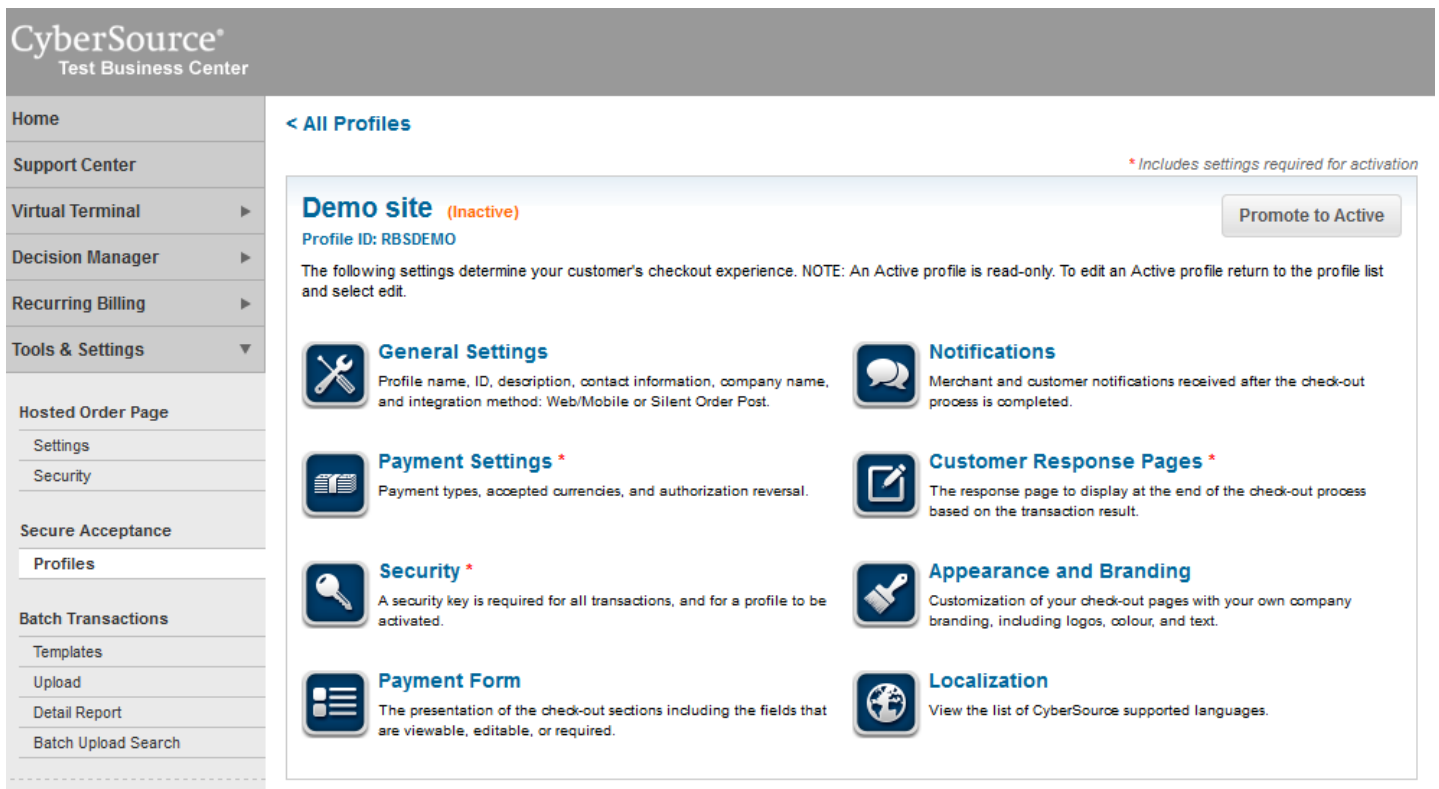 CyberSource®
Test Business Center
Home
Support Center
Virtual Terminal
Decision Manager
Recurring Billing
Tools & Settings
Hosted Order Page
Settings
Security
Secure Acceptance
Profiles
Batch Transactions
Templates
Upload
Detail Report
Batch Upload Search
< All Profiles
* Includes settings required for activation
Demo site (Inactive)
Promote to Active
Profile ID: RBSDEMO
The following settings determine your customer's checkout experience. NOTE: An Active profile is read-only. To edit an Active profile return to the profile list
and select edit.
General Settings
Profile name, ID, description, contact information, company name,
and integration method: Web/Mobile or Silent Order Post.
Notifications
Merchant and customer notifications received after the check-out
process is completed.
Payment Settings *
Payment types, accepted currencies, and authorization reversal.
Customer Response Pages *
The response page to display at the end of the check-out process
based on the transaction result.
Security *
A security key is required for all transactions, and for a profile to be
activated.
Appearance and Branding
Customization of your check-out pages with your own company
branding, including logos, colour, and text.
Payment Form
The presentation of the check-out sections including the fields that
are viewable, editable, or required.
Localization
View the list of CyberSource supported languages.